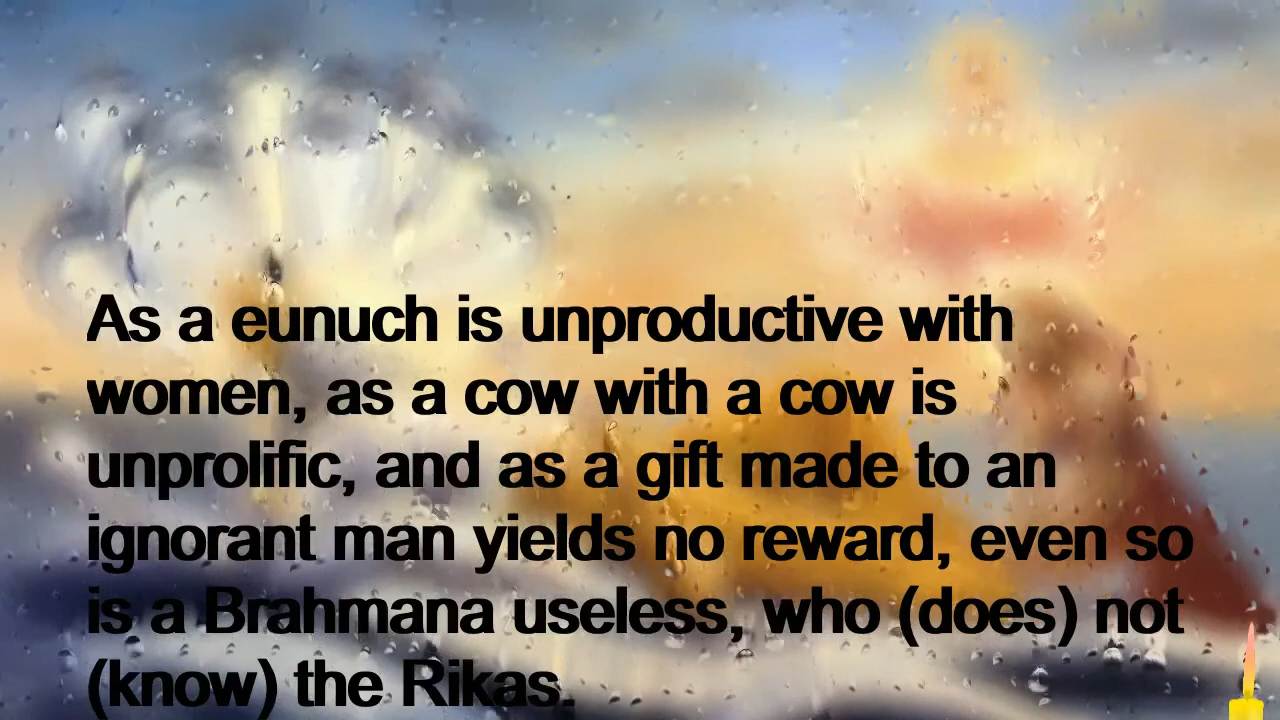 As a eunuch is unproductive with
women, as a cow with a cow is
unprolific, and as a gift made to an
ignorant man yields no reward, even so
is a Brahmana useless, who (does) not
(know) the Rikas.